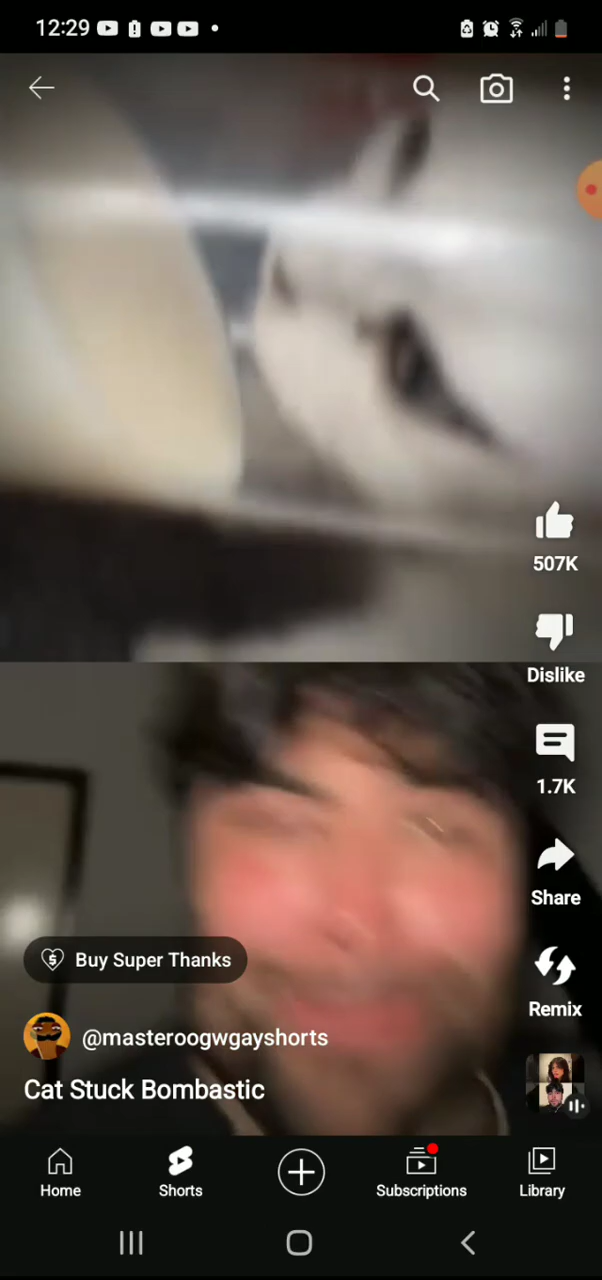 12:29
507K
Dislike
1.7K
Share
Buy Super Thanks
Remix
@masteroogwgayshorts
Cat Stuck Bombastic
Home
Shorts
Subscriptions
Library